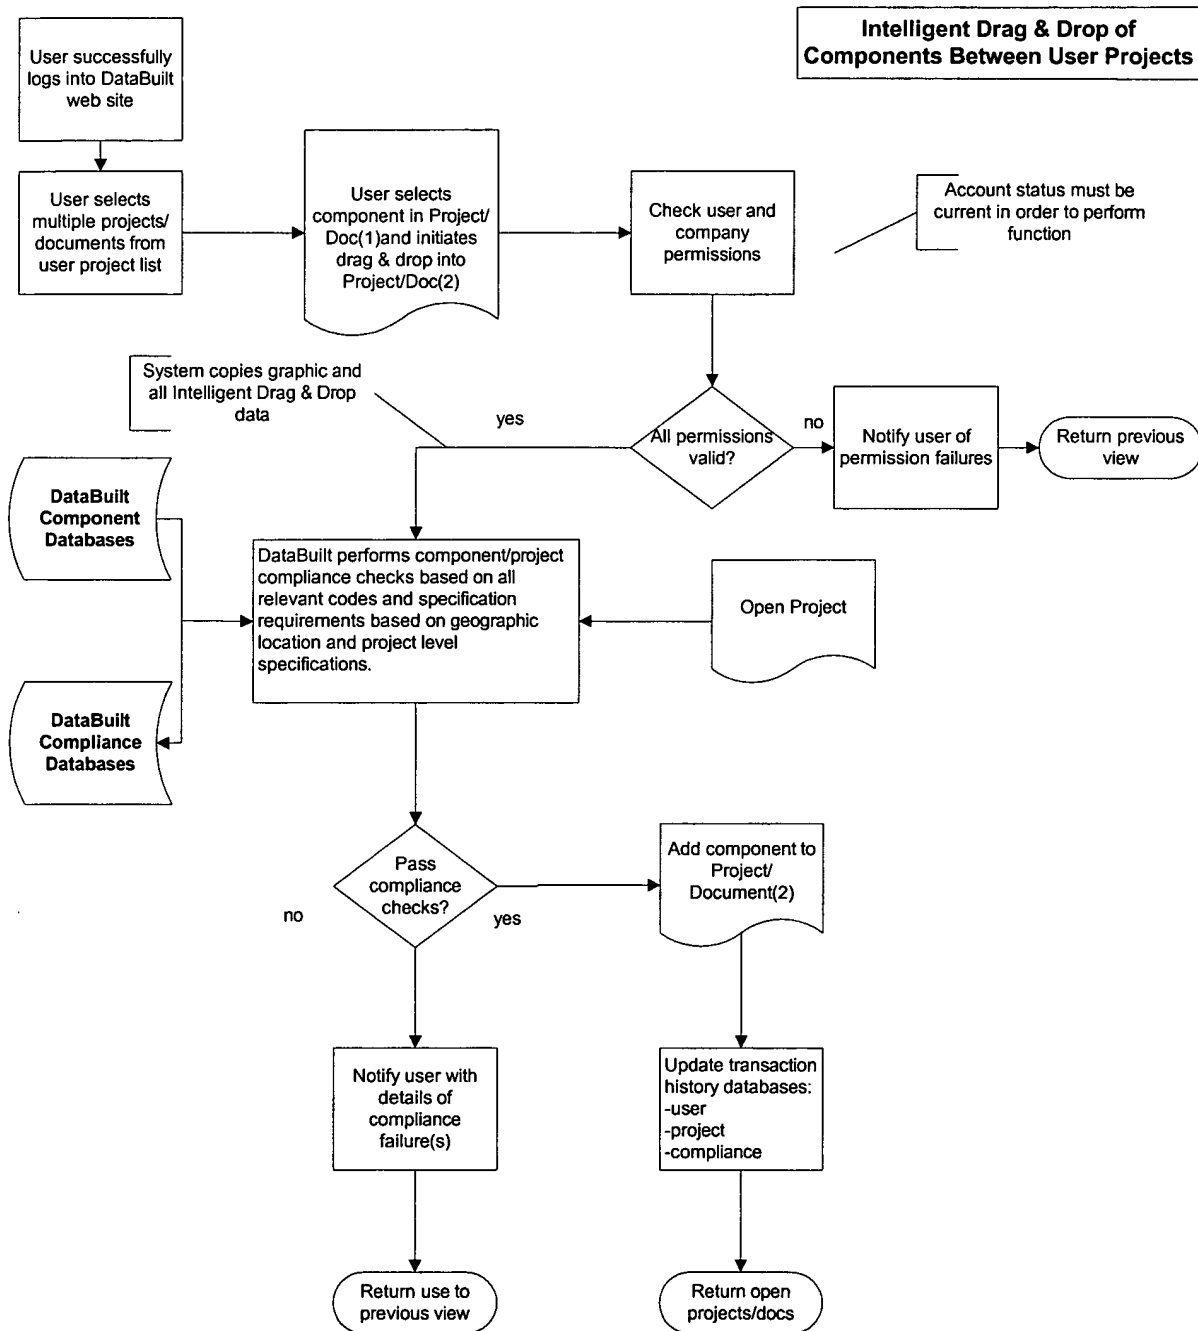 Intelligent Drag & Drop of
Components Between User Projects
User successfully
logs into DataBuilt
web site
User selects
multiple projects/
documents from
user project list
User selects
component in Project/
Doc(1)and initiates
drag & drop into
Project/Doc(2)
Check user and
company
permissions
Account status must be
current in order to perform
function
System copies graphic and
all Intelligent Drag & Drop
data
yes
All permissions
valid?
no
Notify user of
permission failures
Return previous
view
DataBuilt
Component
Databases
DataBuilt performs component/project
compliance checks based on all
relevant codes and specification
requirements based on geographic
location and project level
specifications.
Open Project
DataBuilt
Compliance
Databases
Pass
compliance
checks?
no
yes
Add component to
Project/
Document(2)
Notify user with
details of
compliance
failure(s)
Update transaction
history databases:
-user
-project
-compliance
Return use to
previous view
Return open
projects/docs